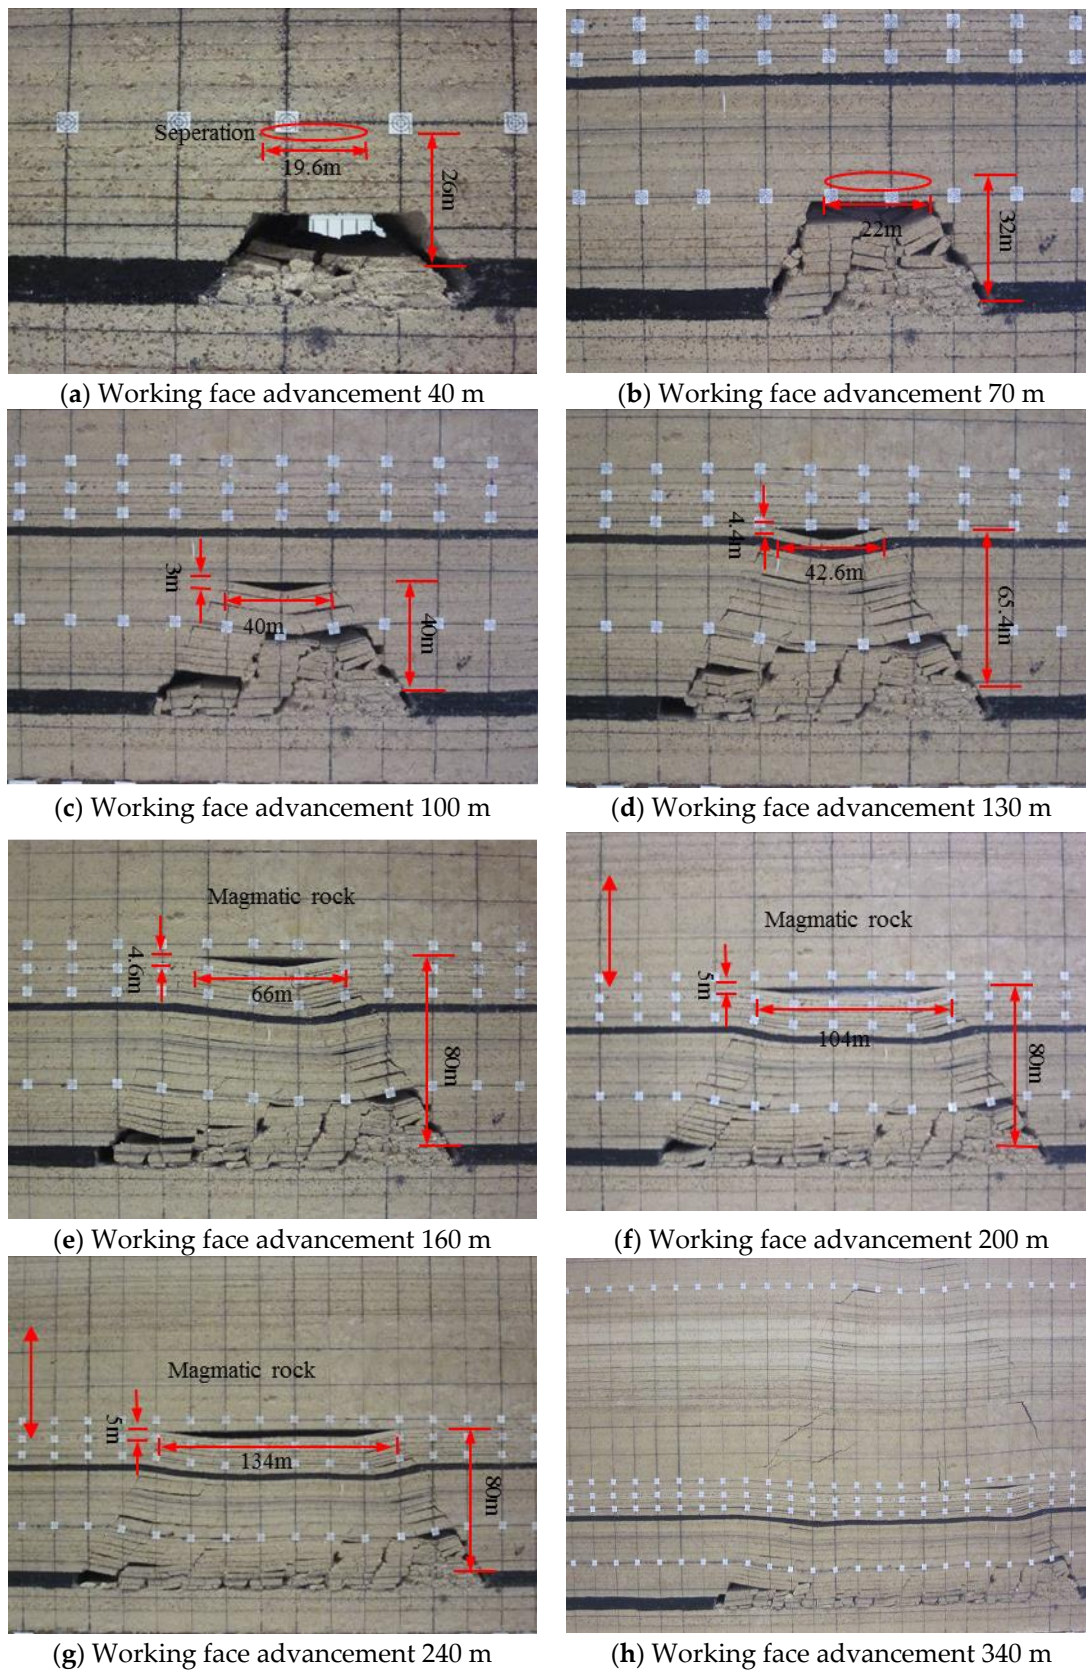 Seperation
19.6m
26m
22m
32m
(a) Working face advancement 40 m
(b) Working face advancement 70 m
3m
40m
40m
4.4m
42.6m
65.4m
(c) Working face advancement 100 m
(d) Working face advancement 130 m
Magmatic rock
4.6m
66m
80m
Magmatic rock
5m
104m
80m
(e) Working face advancement 160 m
(f) Working face advancement 200 m
Magmatic rock
5m
134m
80m
(g) Working face advancement 240 m
(h) Working face advancement 340 m